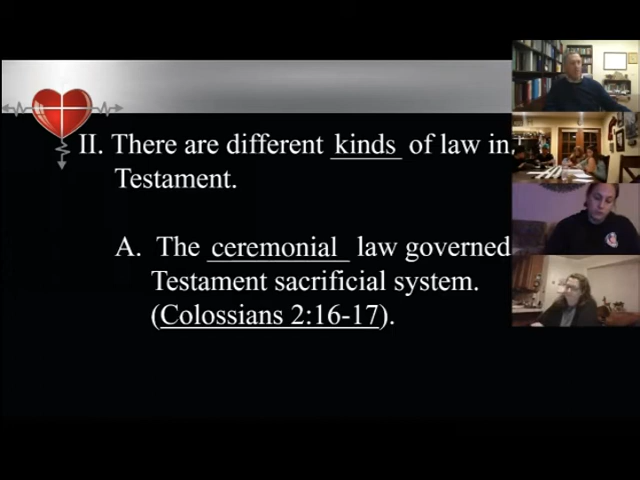 II. There are different kinds of law in
Testament.
A. The ceremonial law governed
Testament sacrificial system.
(Colossians 2:16-17).